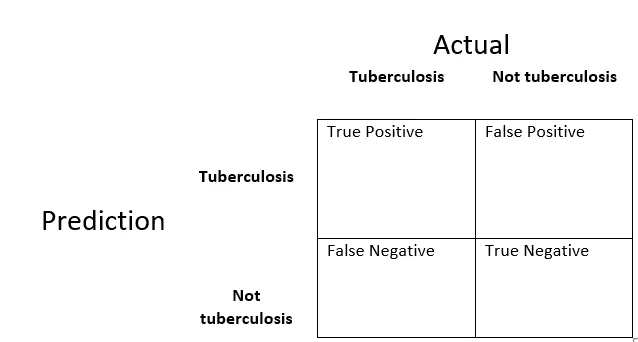 Actual
Tuberculosis Not tuberculosis
True Positive False Positive
Tuberculosis
Prediction
False Negative True Negative
Not
tuberculosis